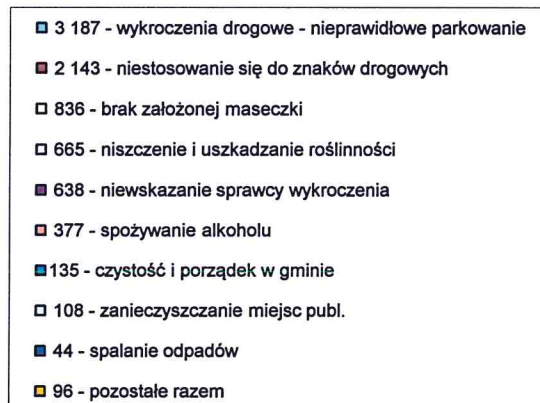 3 187 - wykroczenia drogowe - nieprawidłowe parkowanie
2 143 - niestosowanie się do znaków drogowych
836 - brak założonej maseczki
665 - niszczenie i uszkadzanie roślinności
638 - niewskazanie sprawcy wykroczenia
377 - spożywanie alkoholu
135 - czystość i porządek w gminie
108 - zanieczyszczanie miejsc publ.
44 - spalanie odpadów
96 - pozostałe razem